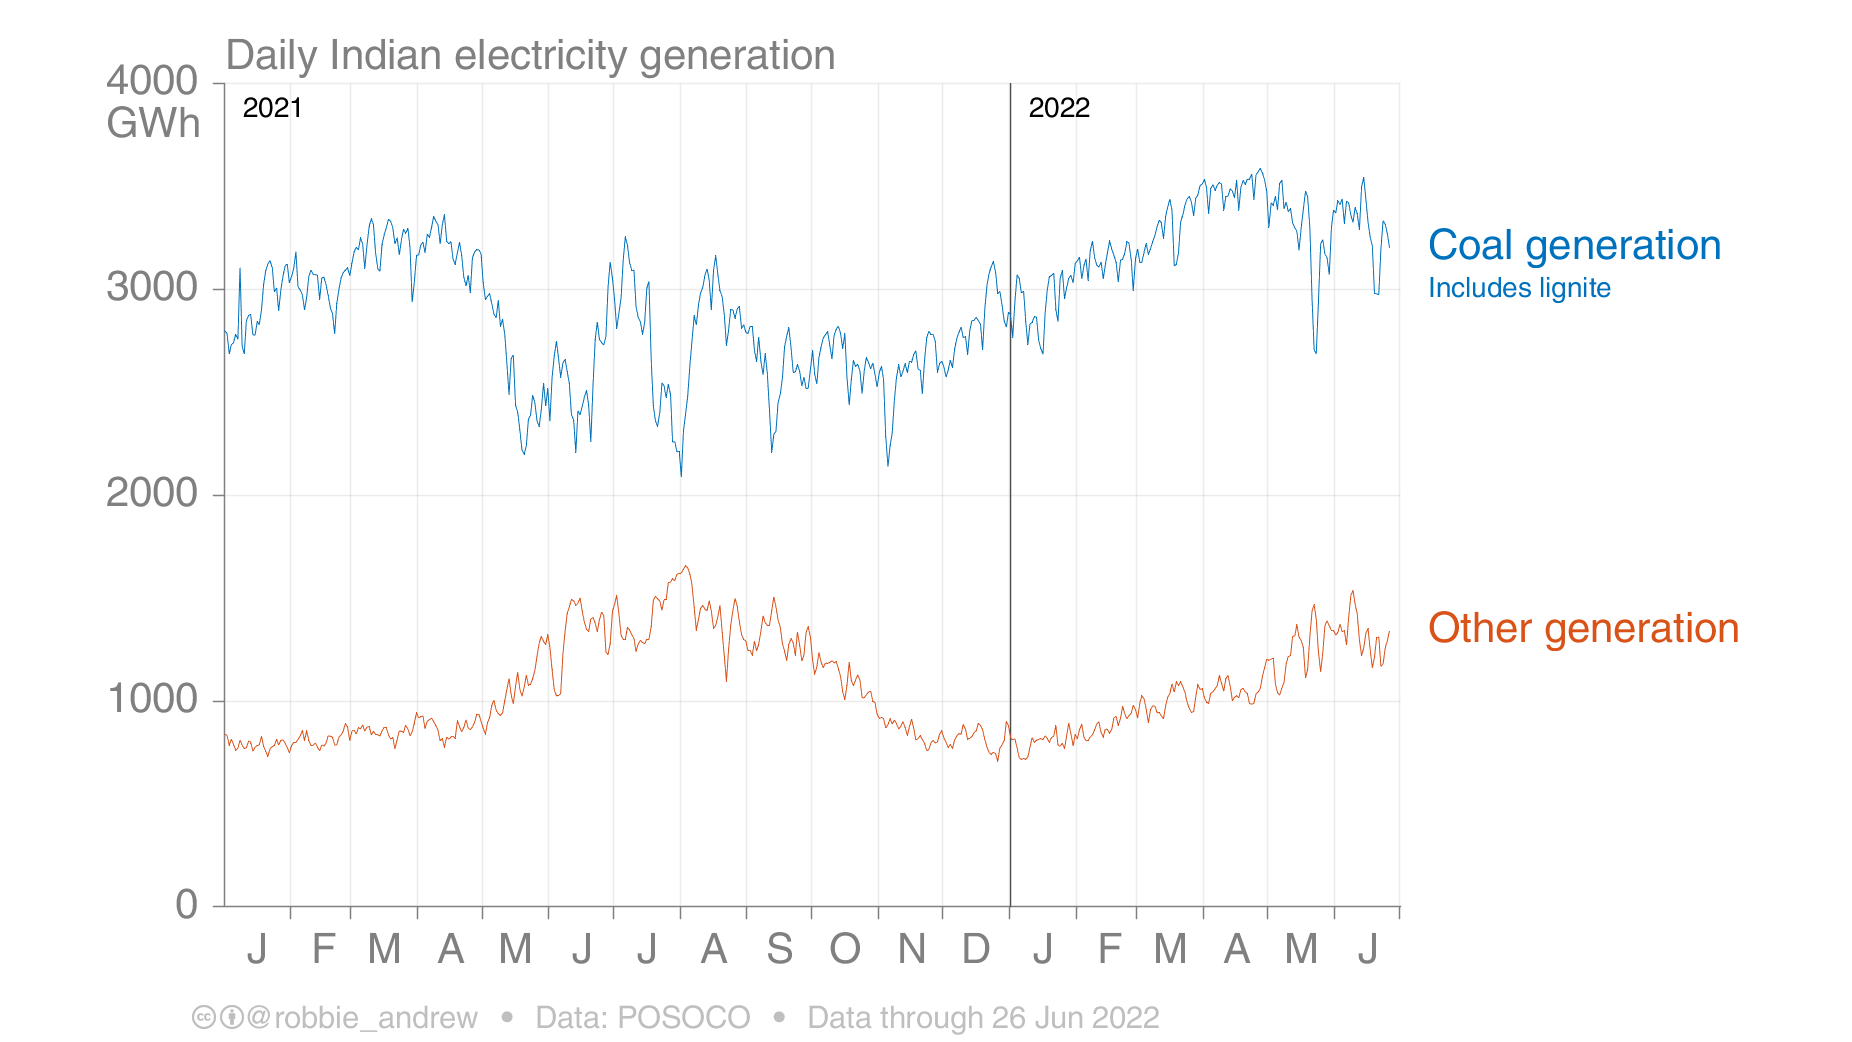 Daily Indian electricity generation
4000
GWh
2021
2022
3000
2000
1000
0
Coal generation
Includes lignite
Other generation
J F M A M J J A S O N D J F M A M J
@robbie_andrew • Data: POSOCO • Data through 26 Jun 2022